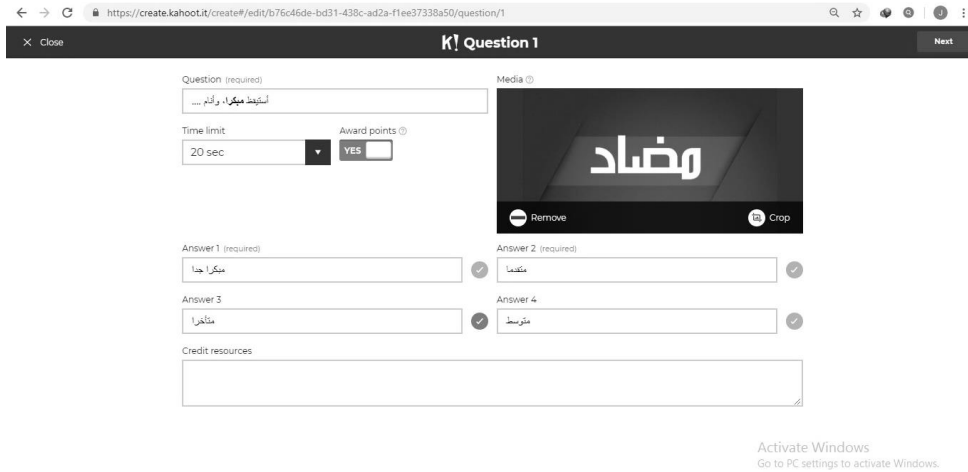 https://create.kahoot.it/create#/edit/b76c46de-bd31-438c-ad2a-f1ee37338a50/question/1
J
Close
K! Question 1
Next
Question (required)
أستيقظ مبكرا، وأنام ....
Media
Time limit
20 sec
Award points
YES
مضاد
Remove
Crop
Answer 1 (required)
مبكرا جدا
Answer 2 (required)
متقدما
Answer 3
متأخرا
Answer 4
متوسط
Credit resources
Activate Windows
Go to PC settings to activate Windows.